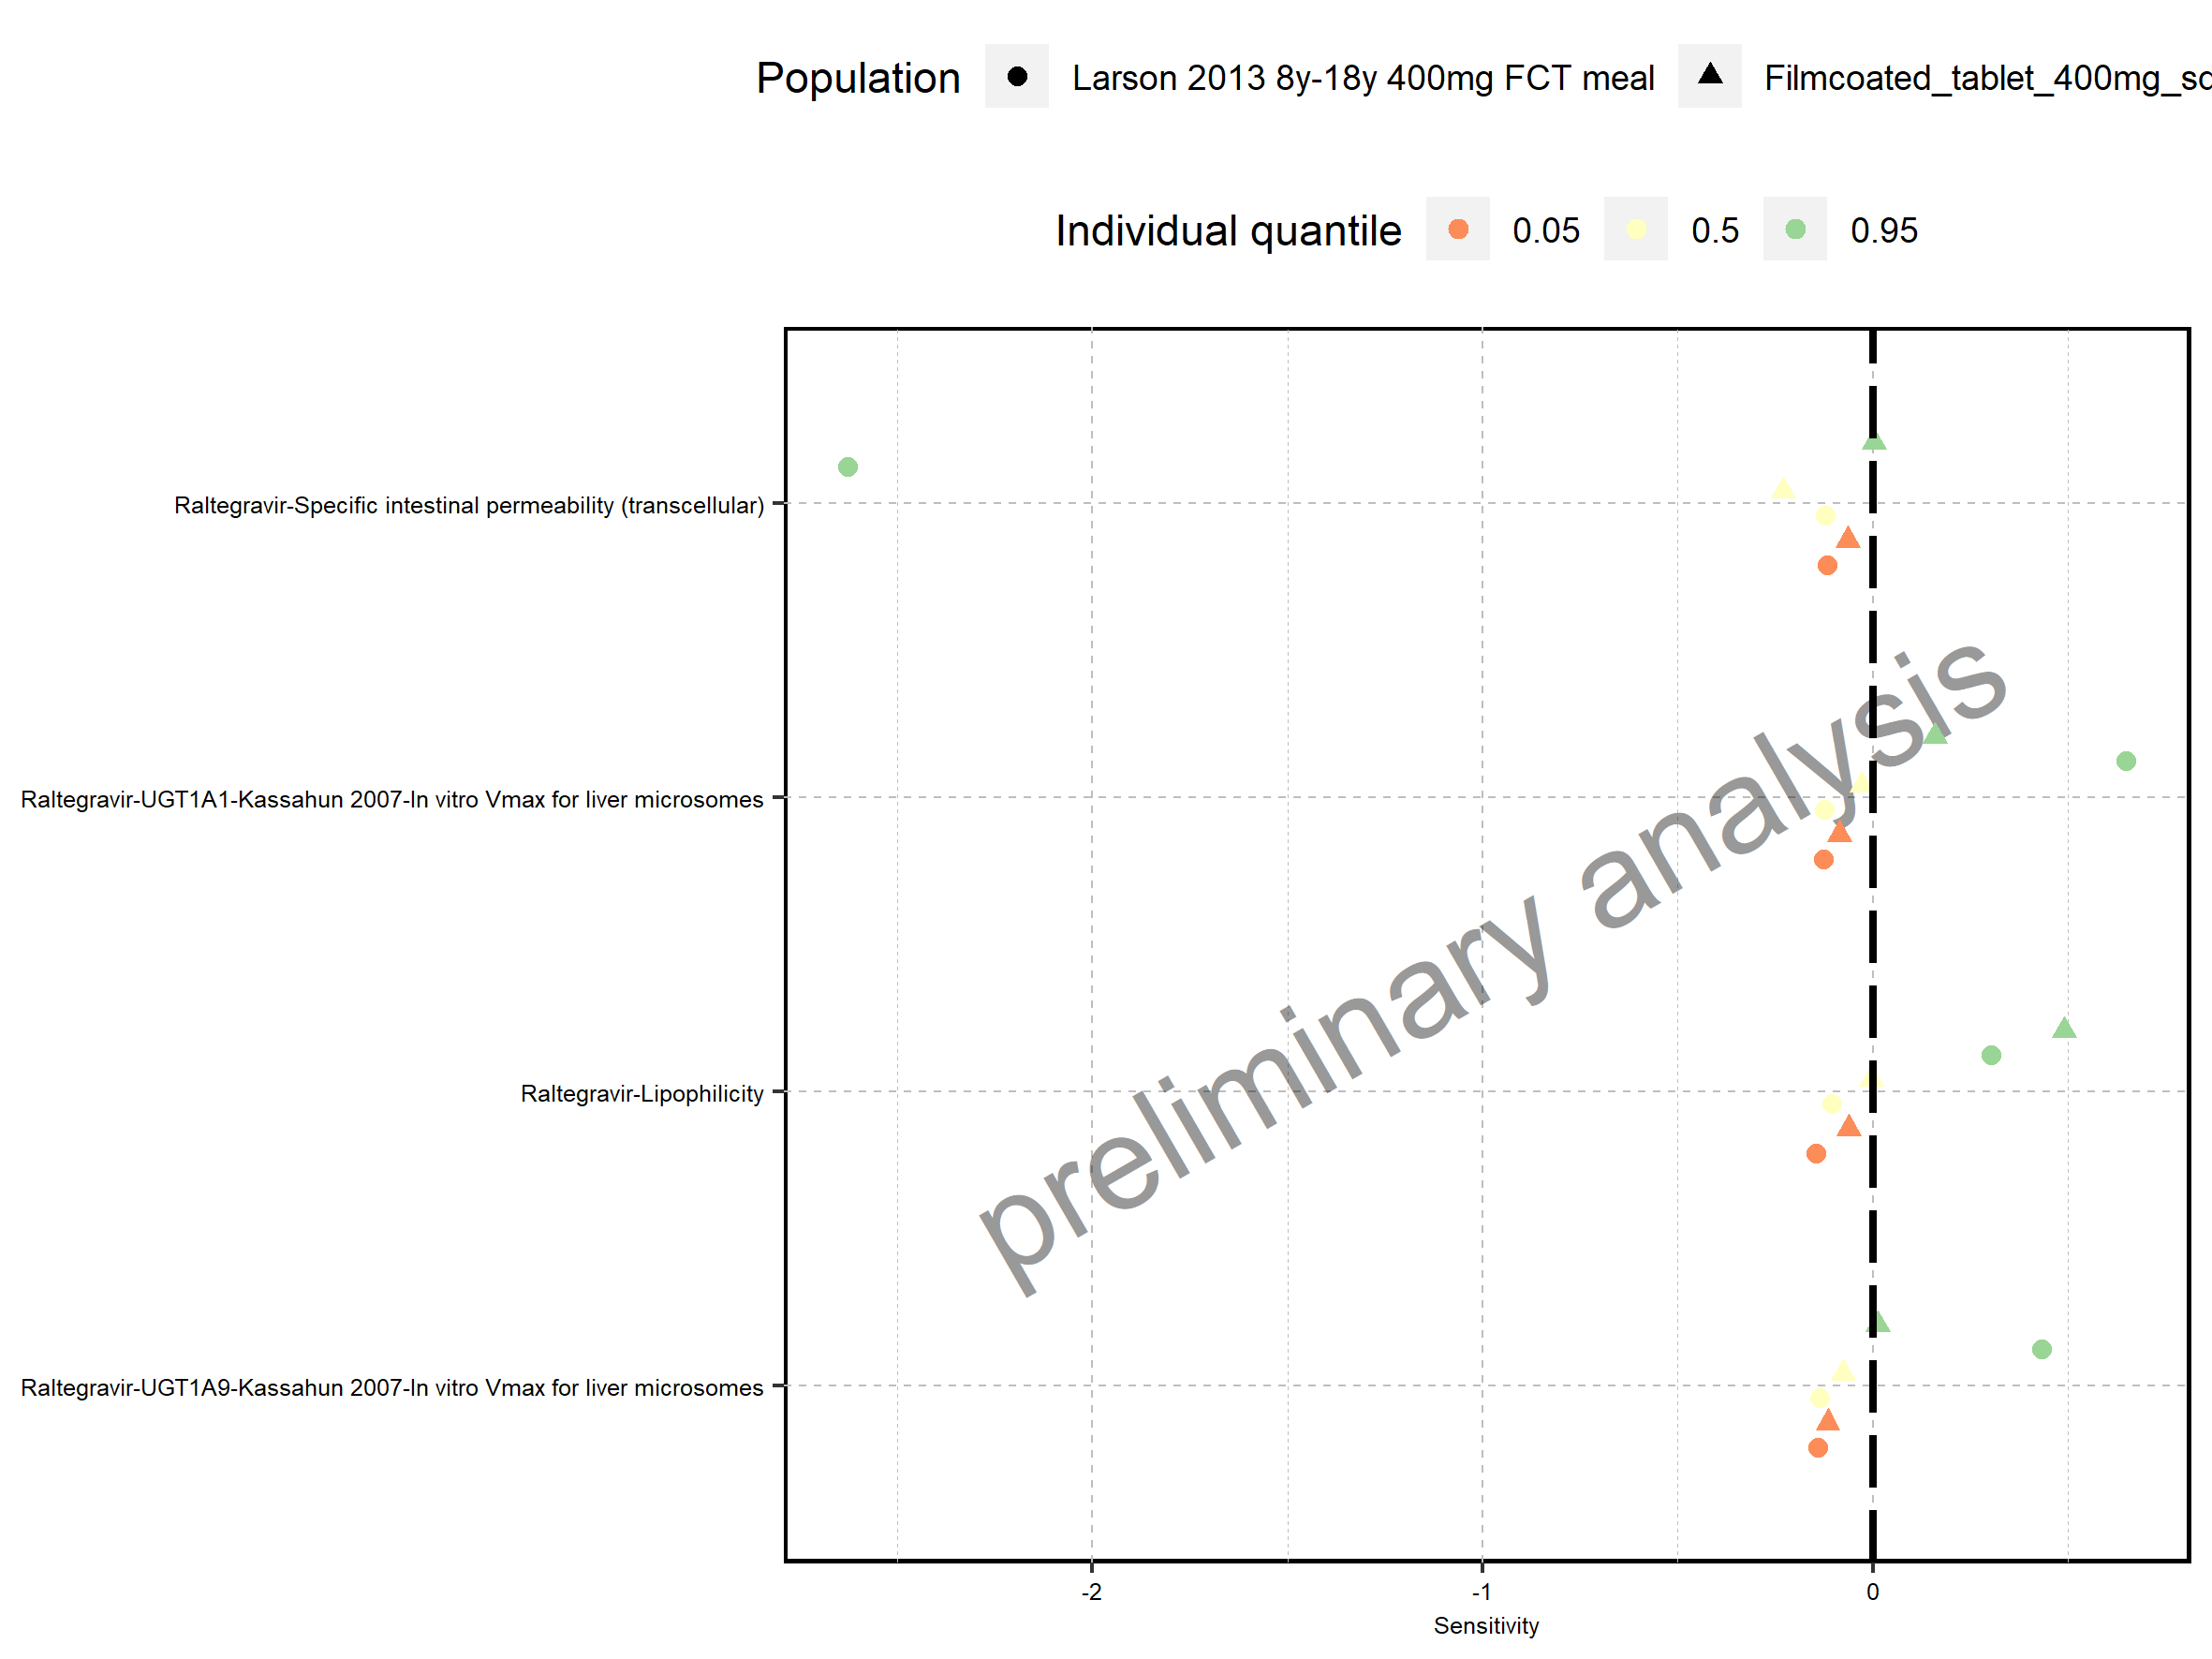 Population Larson 2013 8y-18y 400mg FCT meal Filmcoated_tablet_400mg_sd
Individual quantile 0.05 0.5 0.95
Raltegravir-Specific intestinal permeability (transcellular)
Raltegravir-UGT1A1-Kassahun 2007-In vitro Vmax for liver microsomes
Raltegravir-Lipophilicity
Raltegravir-UGT1A9-Kassahun 2007-In vitro Vmax for liver microsomes
preliminary analysis
-2 -1 0
Sensitivity